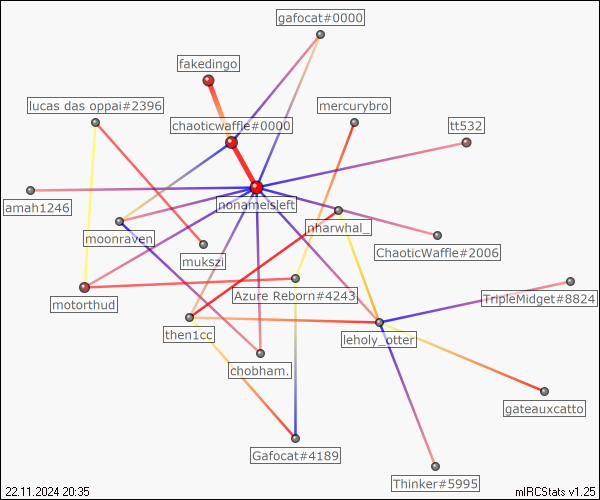 gafocat#0000
fakedingo
lucas das oppai#2396
mercurybro
chaoticwaffle#0000
tt532
amah1246
nonameisleft
nharwhal_
moonraven
ChaoticWaffle#2006
mukszi
motorthud
Azure Reborn#4243
TripleMidget#8824
then1cc
leholy_otter
chobham.
gateauxcatto
Gafocat#4189
Thinker#5995
22.11.2024 20:35
mIRCStats v1.25